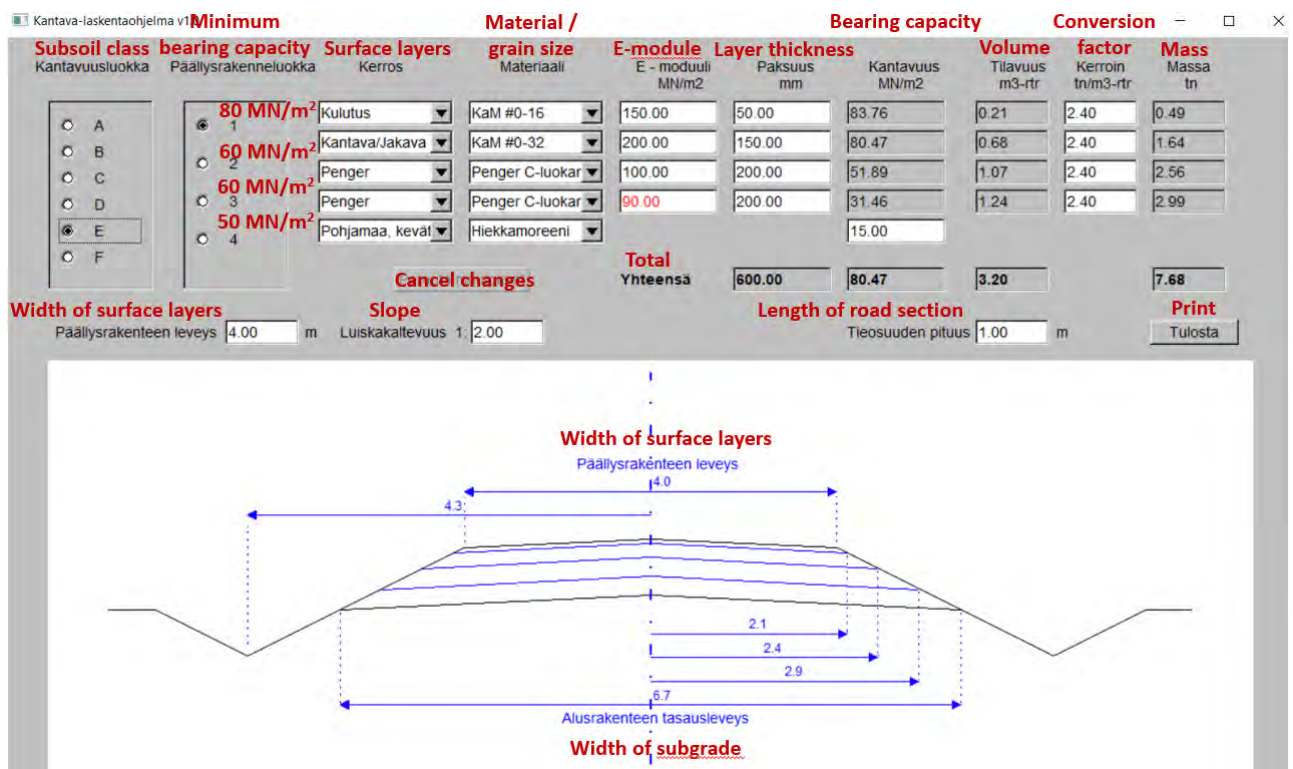 Kantava-laskentaohjelma v1.
Minimum Material / Bearing capacity Conversion
Subsoil class bearing capacity Surface layers grain size E-module Layer thickness Volume factor Mass
Kantavuusluokka Päällysrakenneluokka Kerros Materiaali E - moduuli Paksuus Kantavuus Tilavuus Kerroin Massa
MN/m2 mm MN/m2 m3-rtr tn/m3-rtr tn
A 80 MN/m² 1 Kulutus KaM #0-16 150.00 50.00 83.76 0.21 2.40 0.49
B 60 MN/m² 2 Kantava/Jakava KaM #0-32 200.00 150.00 80.47 0.68 2.40 1.64
C 60 MN/m² Penger Penger C-luokar 100.00 200.00 51.89 1.07 2.40 2.56
D 3 Penger Penger C-luokar 90.00 200.00 31.46 1.24 2.40 2.99
E 50 MN/m² 4 Pohjamaa, kevät Hiekkamoreeni 15.00
F
Total
Cancel changes Yhteensä 600.00 80.47 3.20 7.68
Width of surface layers Slope Length of road section Print
Päällysrakenteen leveys 4.00 m Luiskakaltevuus 1: 2.00 Tieosuuden pituus 1.00 m Tulosta
Width of surface layers
Päällysrakenteen leveys
4.0
4.3
2.1
2.4
2.9
6.7
Alusrakenteen tasausleveys
Width of subgrade